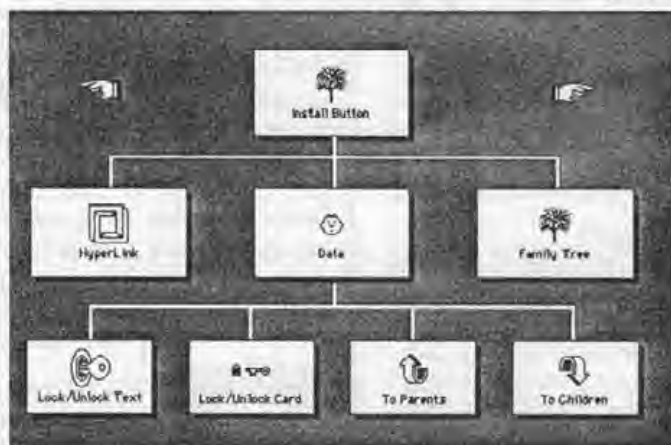 Install Button
HyperLink
Data
Family Tree
Lock/Unlock Text
Lock/Unlock Card
To Parents
To Children